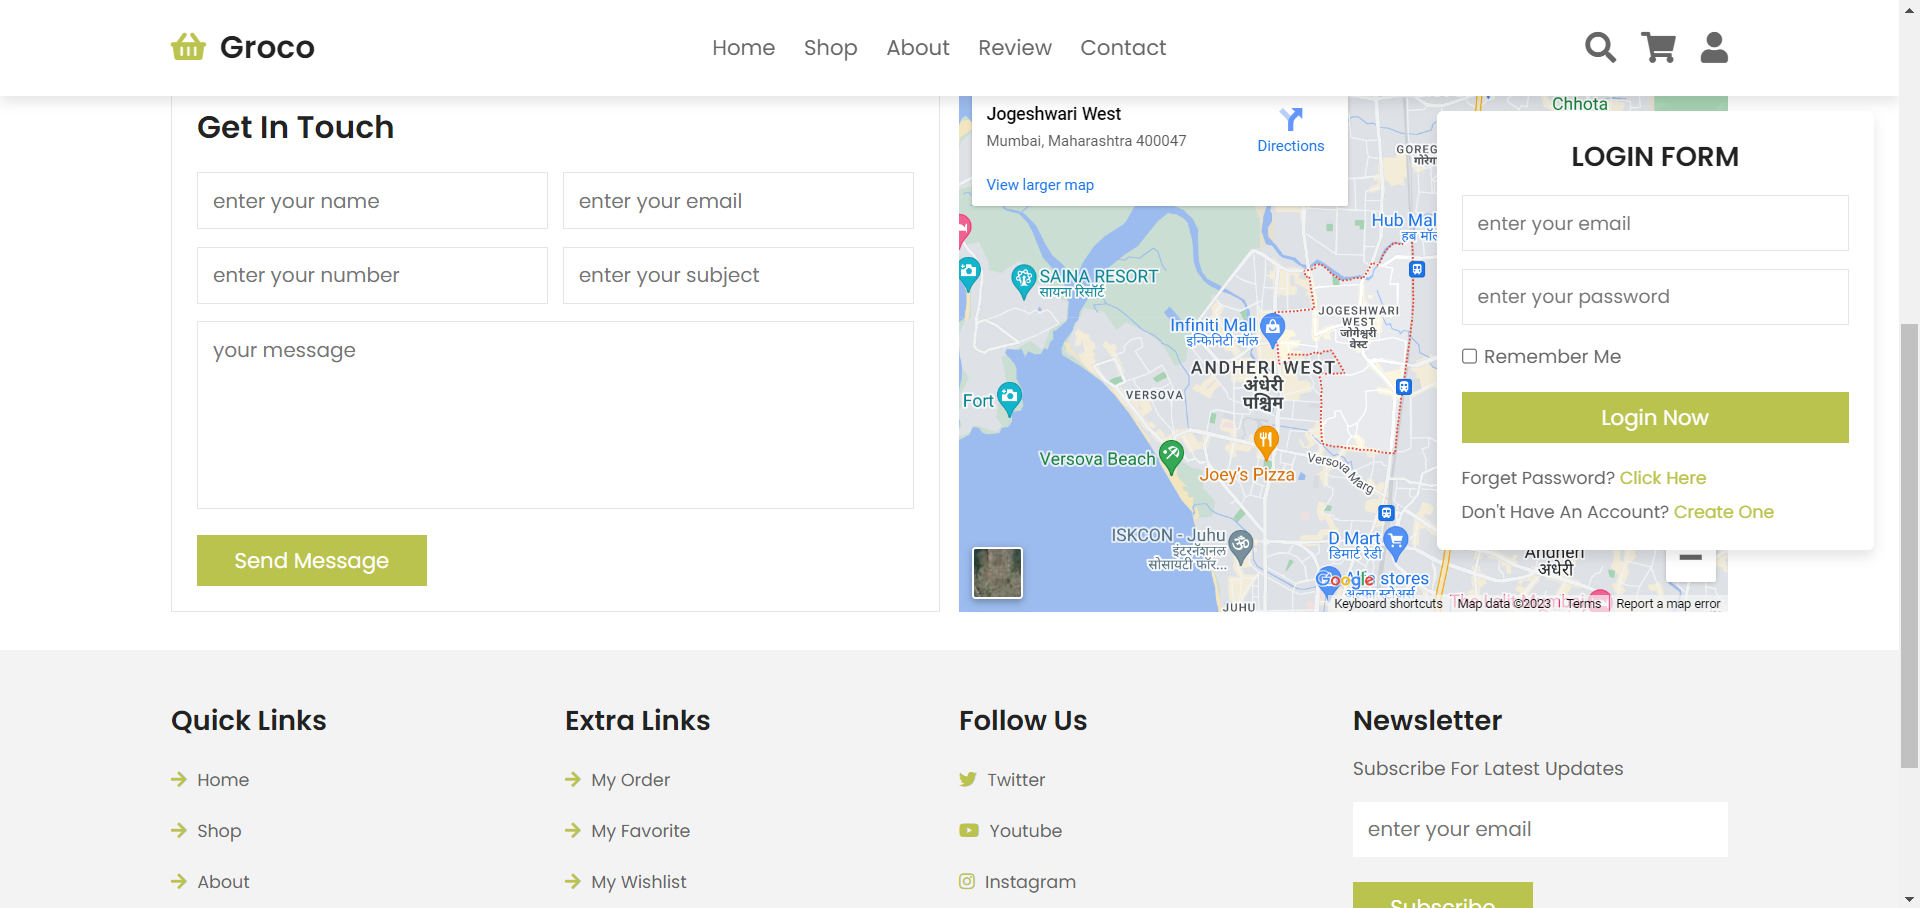 Groco
Home
Shop
About
Review
Contact
Get In Touch
enter your name
enter your email
enter your number
enter your subject
your message
Send Message
Jogeshwari West
Mumbai, Maharashtra 400047
Directions
View larger map
Chhota
Hub Mal
हब मॉल
SAINA RESORT
सायना रिसॉर्ट
Infiniti Mall
इन्फिनिटी मॉल
JOGESHWARI
WEST
जोगेश्वरी
वेस्ट
ANDHERI WEST
अंधेरी
पश्चिम
VERSOVA
Fort
Versova Beach
Joey's Pizza
Versova Marg
ISKCON - Juhu
इंटरनॅशनल
सोसायटी फॉर...
D Mart
डिमार्ट रेडी
stores
Andheri
अंधेरी
JUHU
Google
Keyboard shortcuts
Map data ©2023
Terms
Report a map error
LOGIN FORM
enter your email
enter your password
Remember Me
Login Now
Forget Password? Click Here
Don't Have An Account? Create One
Quick Links
Home
Shop
About
Extra Links
My Order
My Favorite
My Wishlist
Follow Us
Twitter
Youtube
Instagram
Newsletter
Subscribe For Latest Updates
enter your email
Subscribe